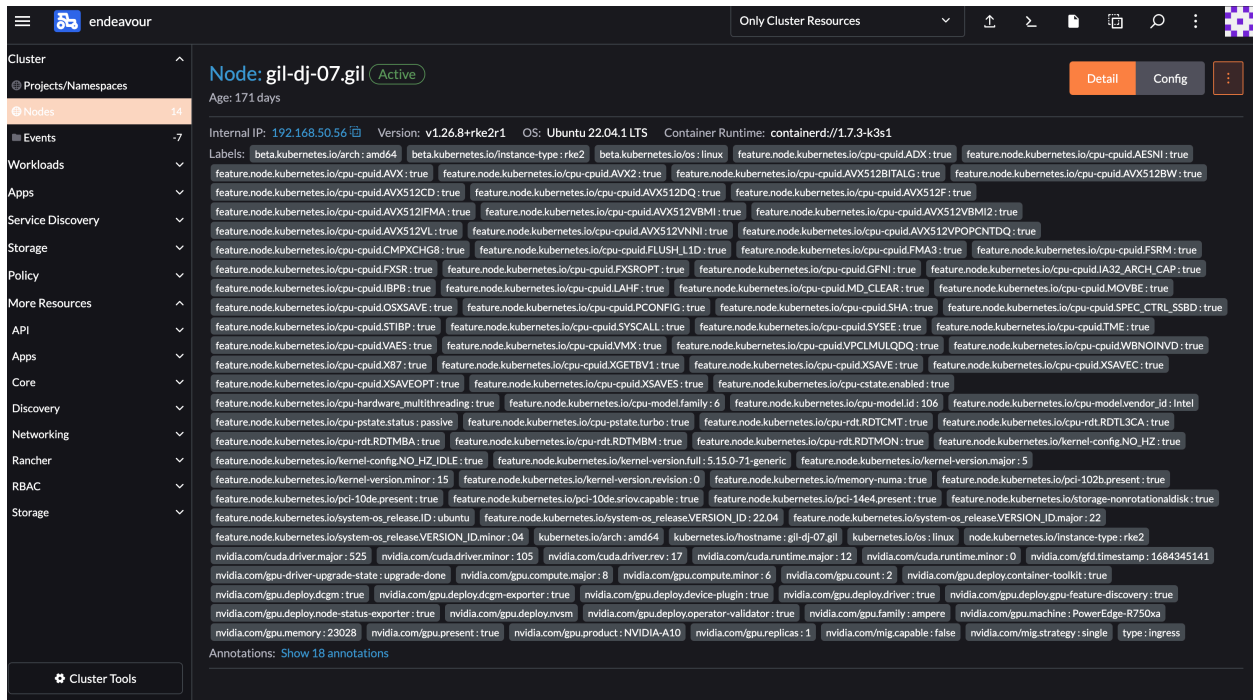 endeavour
Only Cluster Resources
Cluster
Projects/Namespaces
Nodes 14
Events -7
Workloads
Apps
Service Discovery
Storage
Policy
More Resources
API
Apps
Core
Discovery
Networking
Rancher
RBAC
Storage
Cluster Tools
Node: gil-dj-07.gil Active
Detail Config
Age: 171 days
Internal IP: 192.168.50.56 Version: v1.26.8+rke2r1 OS: Ubuntu 22.04.1 LTS Container Runtime: containerd://1.7.3-k3s1
Labels: beta.kubernetes.io/arch : amd64 beta.kubernetes.io/instance-type : rke2 beta.kubernetes.io/os : linux feature.node.kubernetes.io/cpu-cpuid.ADX : true feature.node.kubernetes.io/cpu-cpuid.AESNI : true
feature.node.kubernetes.io/cpu-cpuid.AVX : true feature.node.kubernetes.io/cpu-cpuid.AVX2 : true feature.node.kubernetes.io/cpu-cpuid.AVX512BITALG : true feature.node.kubernetes.io/cpu-cpuid.AVX512BW : true
feature.node.kubernetes.io/cpu-cpuid.AVX512CD : true feature.node.kubernetes.io/cpu-cpuid.AVX512DQ : true feature.node.kubernetes.io/cpu-cpuid.AVX512F : true
feature.node.kubernetes.io/cpu-cpuid.AVX512IFMA : true feature.node.kubernetes.io/cpu-cpuid.AVX512VBMI : true feature.node.kubernetes.io/cpu-cpuid.AVX512VBMI2 : true
feature.node.kubernetes.io/cpu-cpuid.AVX512VL : true feature.node.kubernetes.io/cpu-cpuid.AVX512VNNI : true feature.node.kubernetes.io/cpu-cpuid.AVX512VPOPCNTDQ : true
feature.node.kubernetes.io/cpu-cpuid.CMPXCHG8 : true feature.node.kubernetes.io/cpu-cpuid.FLUSH_L1D : true feature.node.kubernetes.io/cpu-cpuid.FMA3 : true feature.node.kubernetes.io/cpu-cpuid.FSRM : true
feature.node.kubernetes.io/cpu-cpuid.FXSR : true feature.node.kubernetes.io/cpu-cpuid.FXSROPT : true feature.node.kubernetes.io/cpu-cpuid.GFNI : true feature.node.kubernetes.io/cpu-cpuid.IA32_ARCH_CAP : true
feature.node.kubernetes.io/cpu-cpuid.IBPB : true feature.node.kubernetes.io/cpu-cpuid.LAHF : true feature.node.kubernetes.io/cpu-cpuid.MD_CLEAR : true feature.node.kubernetes.io/cpu-cpuid.MOVBE : true
feature.node.kubernetes.io/cpu-cpuid.OSXSAVE : true feature.node.kubernetes.io/cpu-cpuid.PCONFIG : true feature.node.kubernetes.io/cpu-cpuid.SHA : true feature.node.kubernetes.io/cpu-cpuid.SPEC_CTRL_SSBD : true
feature.node.kubernetes.io/cpu-cpuid.STIBP : true feature.node.kubernetes.io/cpu-cpuid.SYSCALL : true feature.node.kubernetes.io/cpu-cpuid.SYSEE : true feature.node.kubernetes.io/cpu-cpuid.TME : true
feature.node.kubernetes.io/cpu-cpuid.VAES : true feature.node.kubernetes.io/cpu-cpuid.VMX : true feature.node.kubernetes.io/cpu-cpuid.VPCLMULQDQ : true feature.node.kubernetes.io/cpu-cpuid.WBNOINVD : true
feature.node.kubernetes.io/cpu-cpuid.X87 : true feature.node.kubernetes.io/cpu-cpuid.XGETBV1 : true feature.node.kubernetes.io/cpu-cpuid.XSAVE : true feature.node.kubernetes.io/cpu-cpuid.XSAVEC : true
feature.node.kubernetes.io/cpu-cpuid.XSAVEOPT : true feature.node.kubernetes.io/cpu-cpuid.XSAVES : true feature.node.kubernetes.io/cpu-cstate.enabled : true
feature.node.kubernetes.io/cpu-hardware_multithreading : true feature.node.kubernetes.io/cpu-model.family : 6 feature.node.kubernetes.io/cpu-model.id : 106 feature.node.kubernetes.io/cpu-model.vendor_id : Intel
feature.node.kubernetes.io/cpu-pstate.status : passive feature.node.kubernetes.io/cpu-pstate.turbo : true feature.node.kubernetes.io/cpu-rdt.RDTCMT : true feature.node.kubernetes.io/cpu-rdt.RDTL3CA : true
feature.node.kubernetes.io/cpu-rdt.RDTMBA : true feature.node.kubernetes.io/cpu-rdt.RDTMBM : true feature.node.kubernetes.io/cpu-rdt.RDTMON : true feature.node.kubernetes.io/kernel-config.NO_HZ : true
feature.node.kubernetes.io/kernel-config.NO_HZ_IDLE : true feature.node.kubernetes.io/kernel-version.full : 5.15.0-71-generic feature.node.kubernetes.io/kernel-version.major : 5
feature.node.kubernetes.io/kernel-version.minor : 15 feature.node.kubernetes.io/kernel-version.revision : 0 feature.node.kubernetes.io/memory-numa : true feature.node.kubernetes.io/pci-102b.present : true
feature.node.kubernetes.io/pci-10de.present : true feature.node.kubernetes.io/pci-10de.sriov.capable : true feature.node.kubernetes.io/pci-14e4.present : true feature.node.kubernetes.io/storage-nonrotationaldisk : true
feature.node.kubernetes.io/system-os_release.ID : ubuntu feature.node.kubernetes.io/system-os_release.VERSION_ID : 22.04 feature.node.kubernetes.io/system-os_release.VERSION_ID.major : 22
feature.node.kubernetes.io/system-os_release.VERSION_ID.minor : 04 kubernetes.io/arch : amd64 kubernetes.io/hostname : gil-dj-07.gil kubernetes.io/os : linux node.kubernetes.io/instance-type : rke2
nvidia.com/cuda.driver.major : 525 nvidia.com/cuda.driver.minor : 105 nvidia.com/cuda.driver.rev : 17 nvidia.com/cuda.runtime.major : 12 nvidia.com/cuda.runtime.minor : 0 nvidia.com/gfd.timestamp : 1684345141
nvidia.com/gpu-driver-upgrade-state : upgrade-done nvidia.com/gpu.compute.major : 8 nvidia.com/gpu.compute.minor : 6 nvidia.com/gpu.count : 2 nvidia.com/gpu.deploy.container-toolkit : true
nvidia.com/gpu.deploy.dcgm : true nvidia.com/gpu.deploy.dcgm-exporter : true nvidia.com/gpu.deploy.device-plugin : true nvidia.com/gpu.deploy.driver : true nvidia.com/gpu.deploy.gpu-feature-discovery : true
nvidia.com/gpu.deploy.node-status-exporter : true nvidia.com/gpu.deploy.nvsm nvidia.com/gpu.deploy.operator-validator : true nvidia.com/gpu.family : ampere nvidia.com/gpu.machine : PowerEdge-R750xa
nvidia.com/gpu.memory : 23028 nvidia.com/gpu.present : true nvidia.com/gpu.product : NVIDIA-A10 nvidia.com/gpu.replicas : 1 nvidia.com/mig.capable : false nvidia.com/mig.strategy : single type : ingress
Annotations: Show 18 annotations